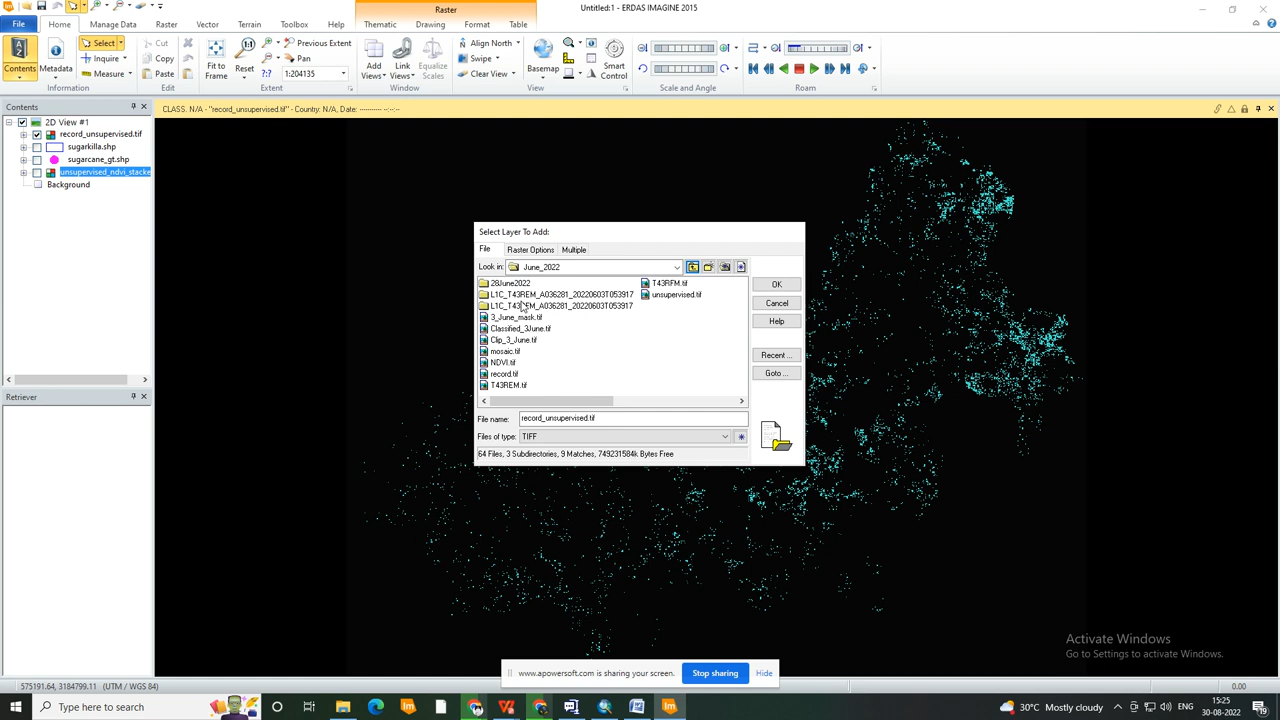 Raster
Untitled:1 - ERDAS IMAGINE 2015
File Home Manage Data Raster Vector Terrain Toolbox Help Thematic Drawing Format Table
Select Cut Previous Extent Align North
Inquire Copy Pan Swipe
Measure Paste 1:204135 Clear View
Contents Metadata Fit to Frame Reset Add Views Link Views Equalize Scales Basemap Smart Control
Information Edit Extent Window View Scale and Angle Roam
Contents
CLASS. N/A - "record_unsupervised.tif" - Country: N/A, Date: ----------- --:--:--
2D View #1
record_unsupervised.tif
sugarkilla.shp
sugarcane_gt.shp
unsupervised_ndvi_stacke
Background
Retriever
Select Layer To Add:
File Raster Options Multiple
Look in: June_2022
28June2022
L1C_T43REM_A036281_20220603T053917
L1C_T43REM_A036281_20220603T053917
3_June_mask.tif
Classified_3June.tif
Clip_3_June.tif
mosaic.tif
NDVI.tif
record.tif
T43REM.tif
T43RFM.tif
unsupervised.tif
OK
Cancel
Help
Recent ...
Goto ...
File name: record_unsupervised.tif
Files of type: TIFF
64 Files, 3 Subdirectories, 9 Matches, 749231584k Bytes Free
Activate Windows
Go to Settings to activate Windows.
www.apowersoft.com is sharing your screen. Stop sharing Hide
575191.64, 3184799.11 (UTM / WGS 84) 0.00
Type here to search
30°C Mostly cloudy
15:25
30-08-2022